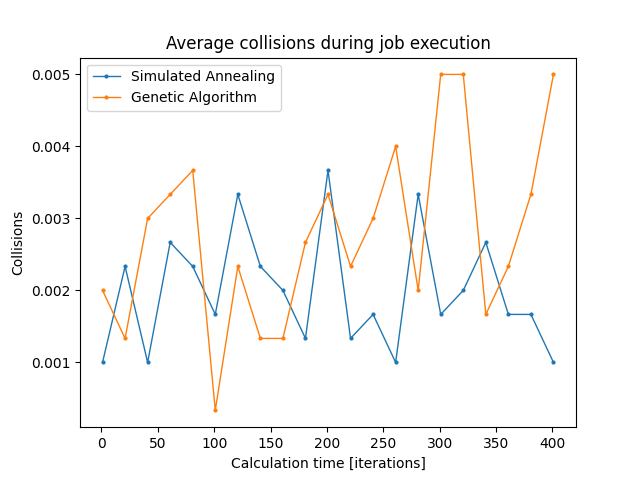 Average collisions during job execution
Simulated Annealing
Genetic Algorithm
0.005
0.004
0.003
0.002
0.001
Collisions
0 50 100 150 200 250 300 350 400
Calculation time [iterations]